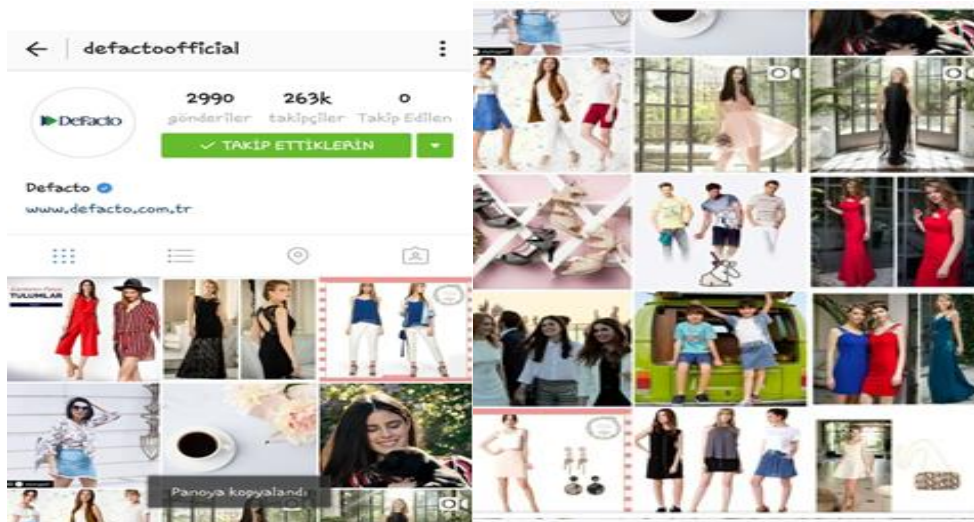 defactoofficial
2990 263k 0
gönderiler takipçiler Takip Edilen
DeFacto
✓ TAKİP ETTİKLERİN
Defacto
www.defacto.com.tr
TULUMLAR
Panoya kopyalandı